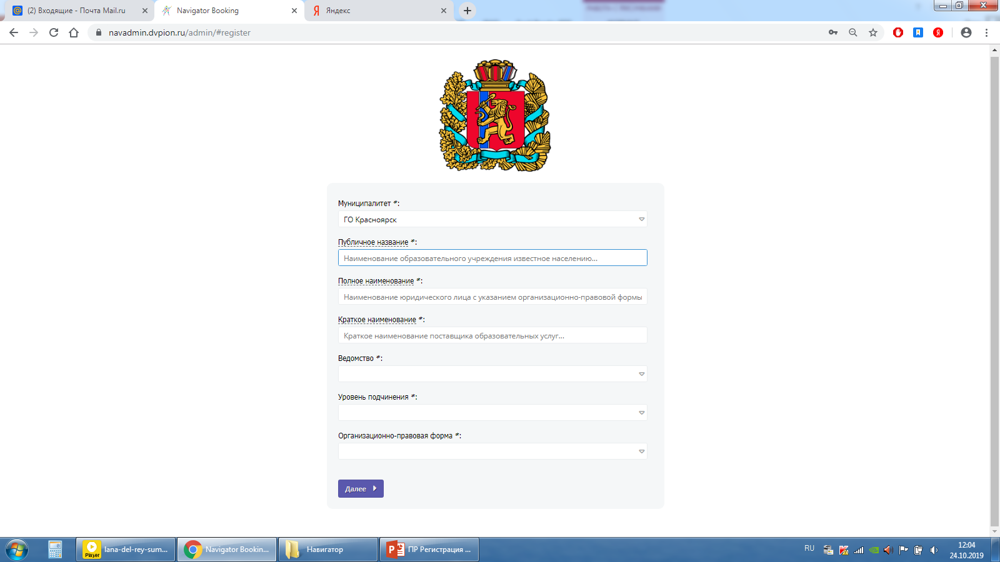 (2) Входящие - Почта Mail.ru
Navigator Booking
Яндекс
navadmin.dvpion.ru/admin/#register
Муниципалитет *:
ГО Красноярск
Публичное название *:
Наименование образовательного учреждения известное населению...
Полное наименование *:
Наименование юридического лица с указанием организационно-правовой формы
Краткое наименование *:
Краткое наименование поставщика образовательных услуг...
Ведомство *:
Уровень подчинения *:
Организационно-правовая форма *:
Далее
Player
lana-del-rey-sum...
Navigator Bookin...
Навигатор
ПР Регистрация ...
RU
12:04
24.10.2019